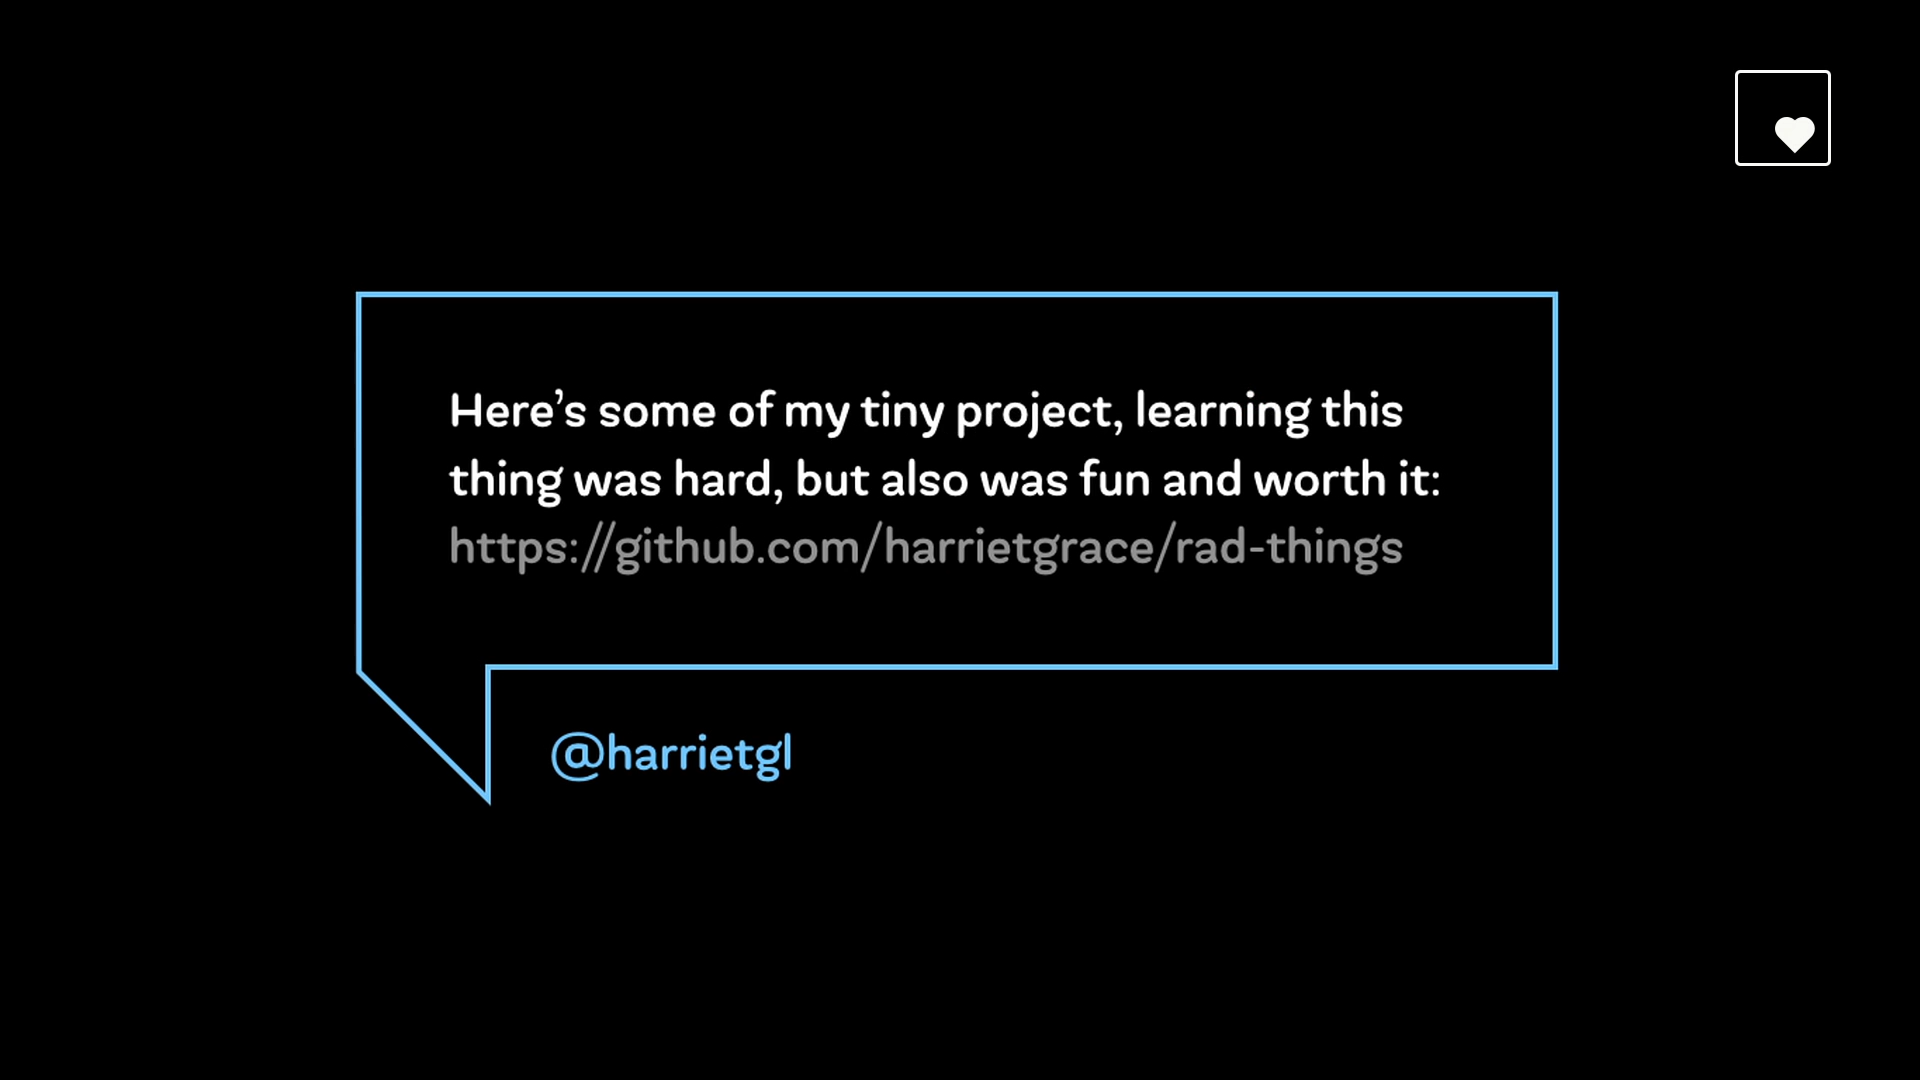 Here’s some of my tiny project, learning this
thing was hard, but also was fun and worth it:
https://github.com/harrietgrace/rad-things
@harrietgl